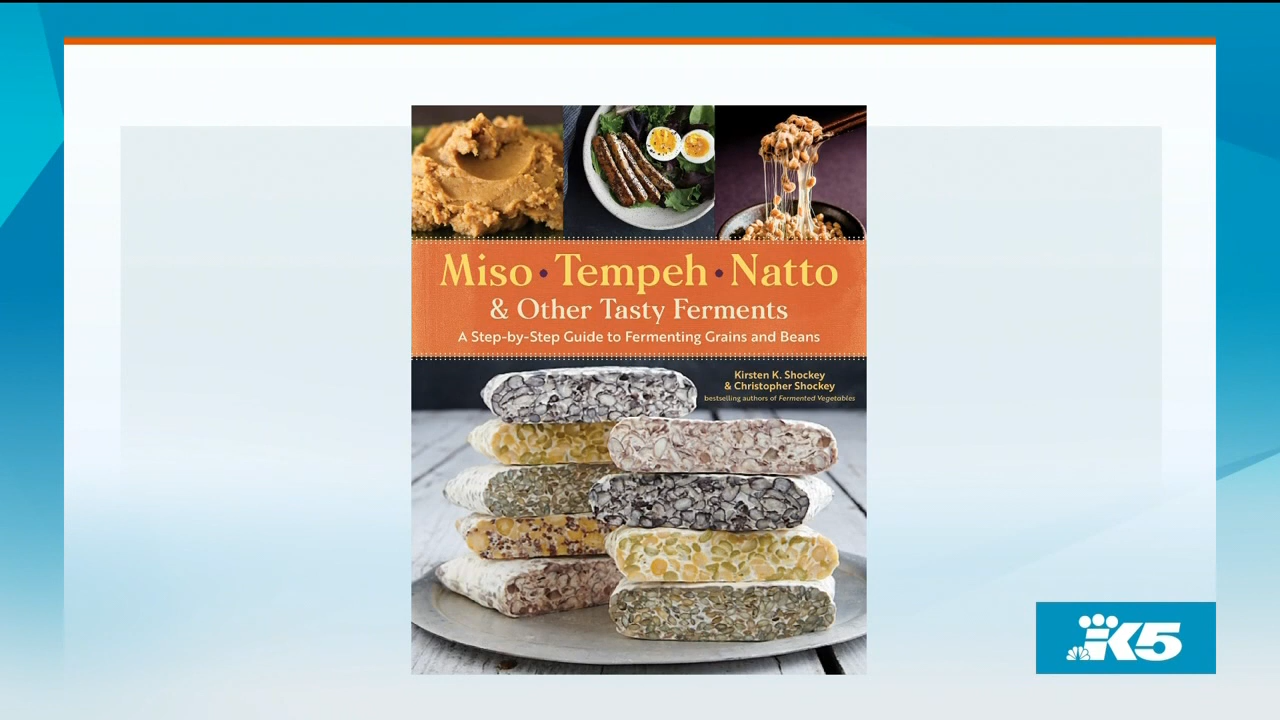 Miso • Tempeh • Natto
& Other Tasty Ferments
A Step-by-Step Guide to Fermenting Grains and Beans
Kirsten K. Shockey
& Christopher Shockey
bestselling authors of Fermented Vegetables
K5